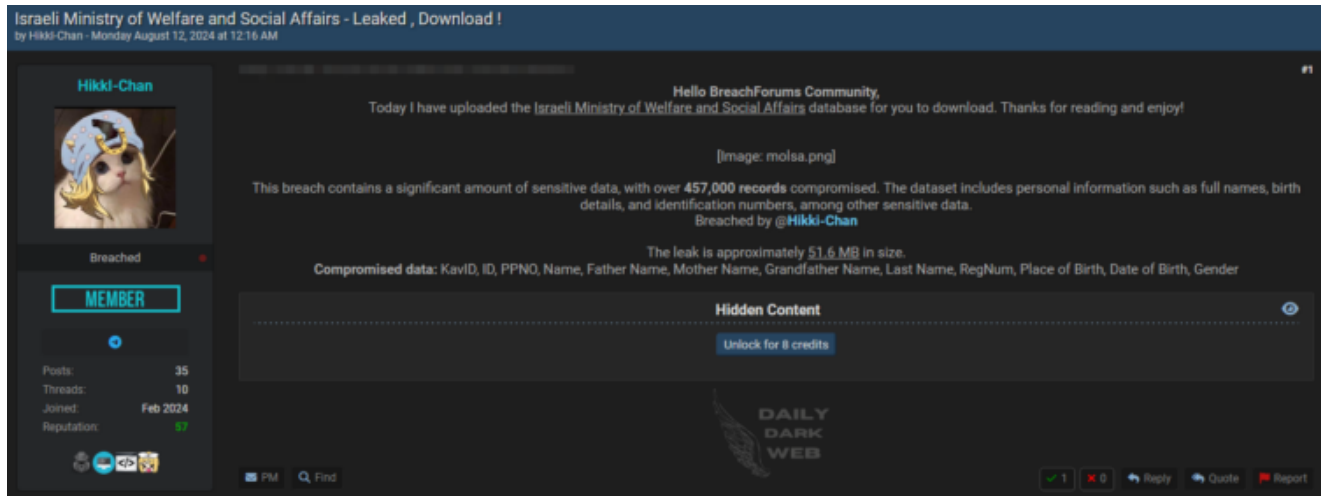 Israeli Ministry of Welfare and Social Affairs - Leaked , Download !
by HikkI-Chan - Monday August 12, 2024 at 12:16 AM
HikkI-Chan
Breached
MEMBER
Posts: 35
Threads: 10
Joined: Feb 2024
Reputation: 57
#1
Hello BreachForums Community,
Today I have uploaded the Israeli Ministry of Welfare and Social Affairs database for you to download. Thanks for reading and enjoy!
[Image: molsa.png]
This breach contains a significant amount of sensitive data, with over 457,000 records compromised. The dataset includes personal information such as full names, birth
details, and identification numbers, among other sensitive data.
Breached by @Hikki-Chan
The leak is approximately 51.6 MB in size.
Compromised data: KavID, ID, PPNO, Name, Father Name, Mother Name, Grandfather Name, Last Name, RegNum, Place of Birth, Date of Birth, Gender
Hidden Content
Unlock for 8 credits
DAILY
DARK
WEB
PM Find
1 0 Reply Quote Report